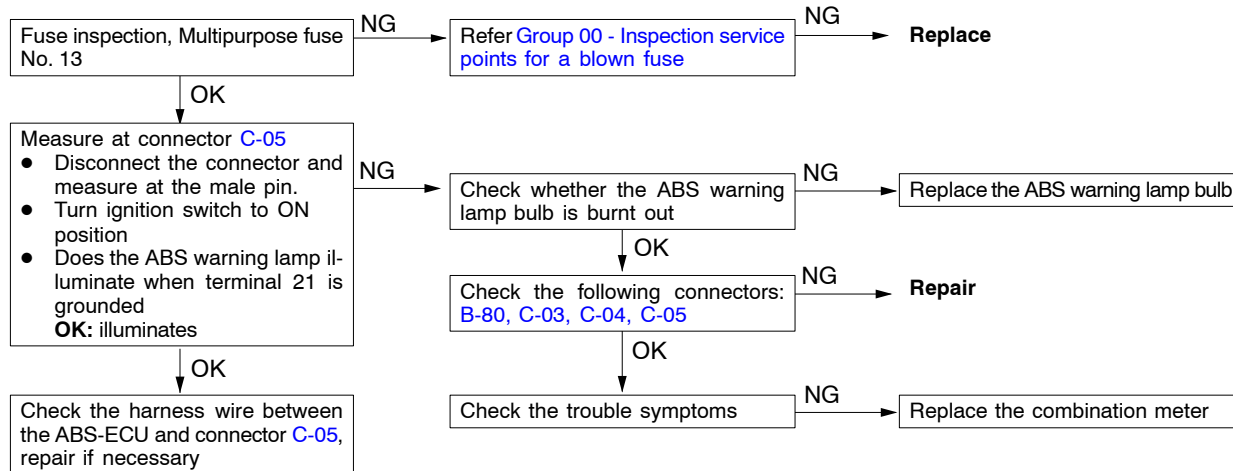 Fuse inspection, Multipurpose fuse
No. 13
NG
Refer Group 00 - Inspection service
points for a blown fuse
NG
Replace
OK
Measure at connector C-05
● Disconnect the connector and
measure at the male pin.
● Turn ignition switch to ON
position
● Does the ABS warning lamp il-
luminate when terminal 21 is
grounded
OK: illuminates
NG
Check whether the ABS warning
lamp bulb is burnt out
NG
Replace the ABS warning lamp bulb
OK
Check the following connectors:
B-80, C-03, C-04, C-05
NG
Repair
OK
OK
Check the harness wire between
the ABS-ECU and connector C-05,
repair if necessary
Check the trouble symptoms
NG
Replace the combination meter